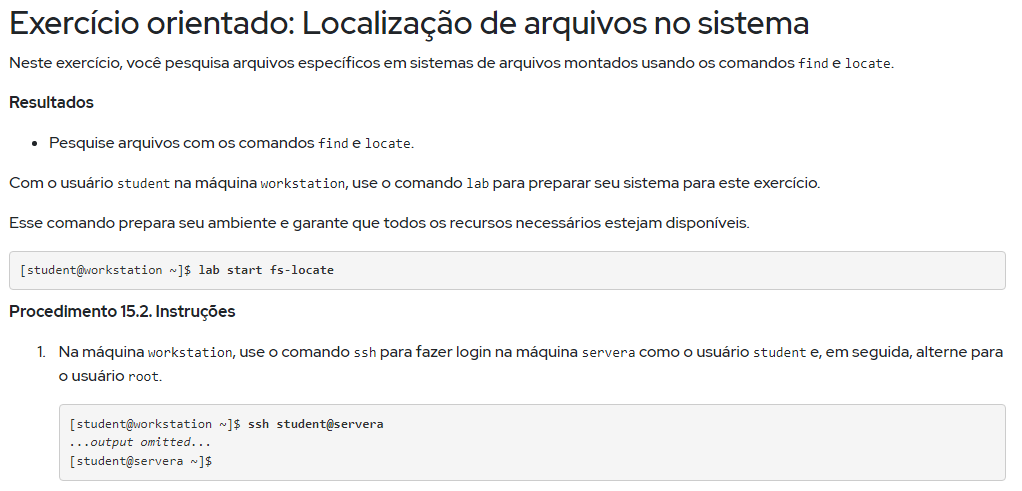 Exercício orientado: Localização de arquivos no sistema
Neste exercício, você pesquisa arquivos específicos em sistemas de arquivos montados usando os comandos find e locate.
Resultados
• Pesquise arquivos com os comandos find e locate.
Com o usuário student na máquina workstation, use o comando lab para preparar seu sistema para este exercício.
Esse comando prepara seu ambiente e garante que todos os recursos necessários estejam disponíveis.
[student@workstation ~]$ lab start fs-locate
Procedimento 15.2. Instruções
1. Na máquina workstation, use o comando ssh para fazer login na máquina servera como o usuário student e, em seguida, alterne para
o usuário root.
[student@workstation ~]$ ssh student@servera
...output omitted...
[student@servera ~]$